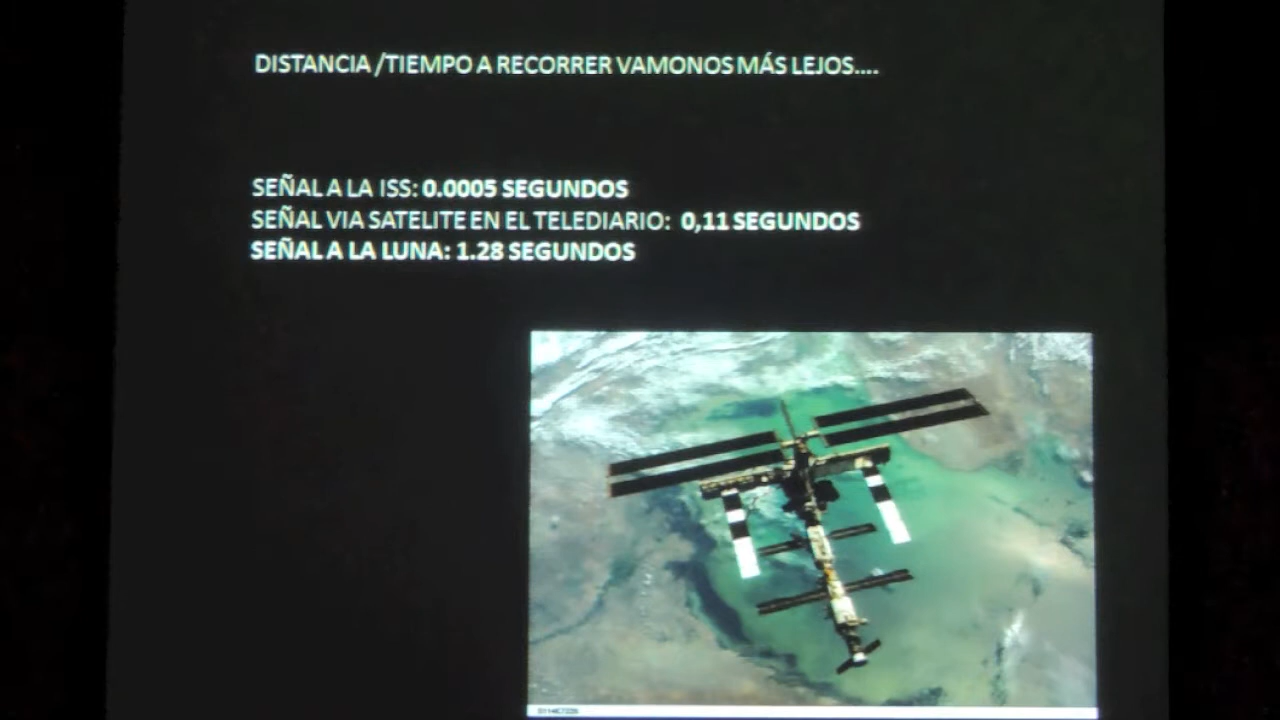 DISTANCIA /TIEMPO A RECORRER VAMONOS MÁS LEJOS....
SEÑAL A LA ISS: 0.0005 SEGUNDOS
SEÑAL VIA SATELITE EN EL TELEDIARIO: 0,11 SEGUNDOS
SEÑAL A LA LUNA: 1.28 SEGUNDOS